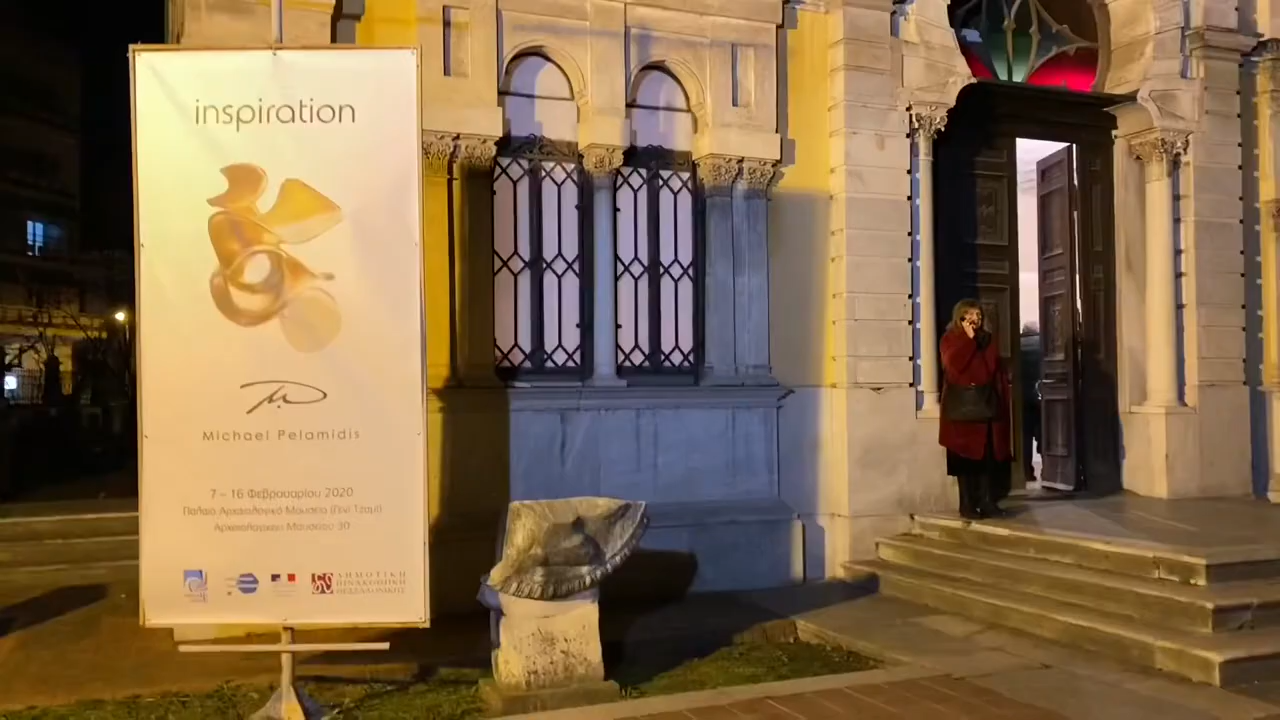 inspiration
Michael Pelamidis
7 – 16 Φεβρουαρίου 2020
Παλαιό Αρχαιολογικό Μουσείο (Γενί Τζαμί)
Αρχαιολογικού Μουσείου 30
ΔΗΜΟΤΙΚΗ
ΠΙΝΑΚΟΘΗΚΗ
ΘΕΣΣΑΛΟΝΙΚΗΣ